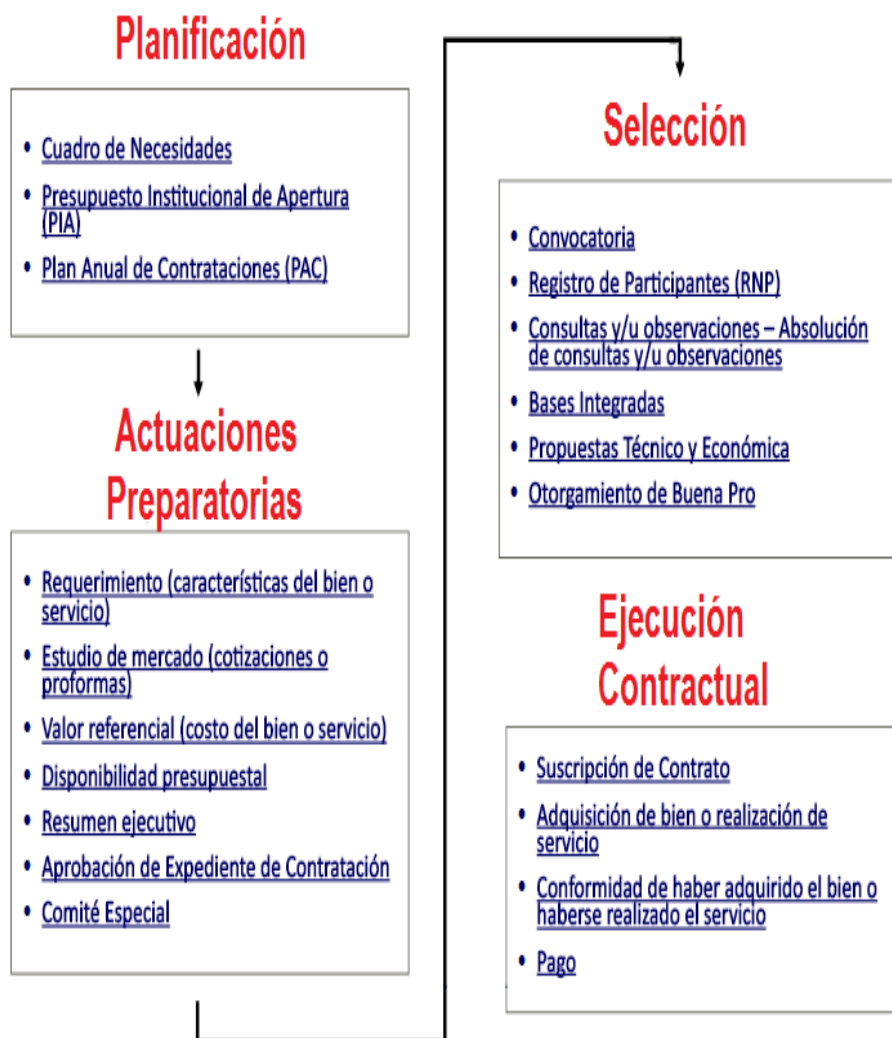 Planificación
• Cuadro de Necesidades
• Presupuesto Institucional de Apertura
(PIA)
• Plan Anual de Contrataciones (PAC)
Actuaciones
Preparatorias
• Requerimiento (características del bien o
servicio)
• Estudio de mercado (cotizaciones o
proformas)
• Valor referencial (costo del bien o servicio)
• Disponibilidad presupuestal
• Resumen ejecutivo
• Aprobación de Expediente de Contratación
• Comité Especial
Selección
• Convocatoria
• Registro de Participantes (RNP)
• Consultas y/u observaciones – Absolución
de consultas y/u observaciones
• Bases Integradas
• Propuestas Técnico y Económica
• Otorgamiento de Buena Pro
Ejecución
Contractual
• Suscripción de Contrato
• Adquisición de bien o realización de
servicio
• Conformidad de haber adquirido el bien o
haberse realizado el servicio
• Pago